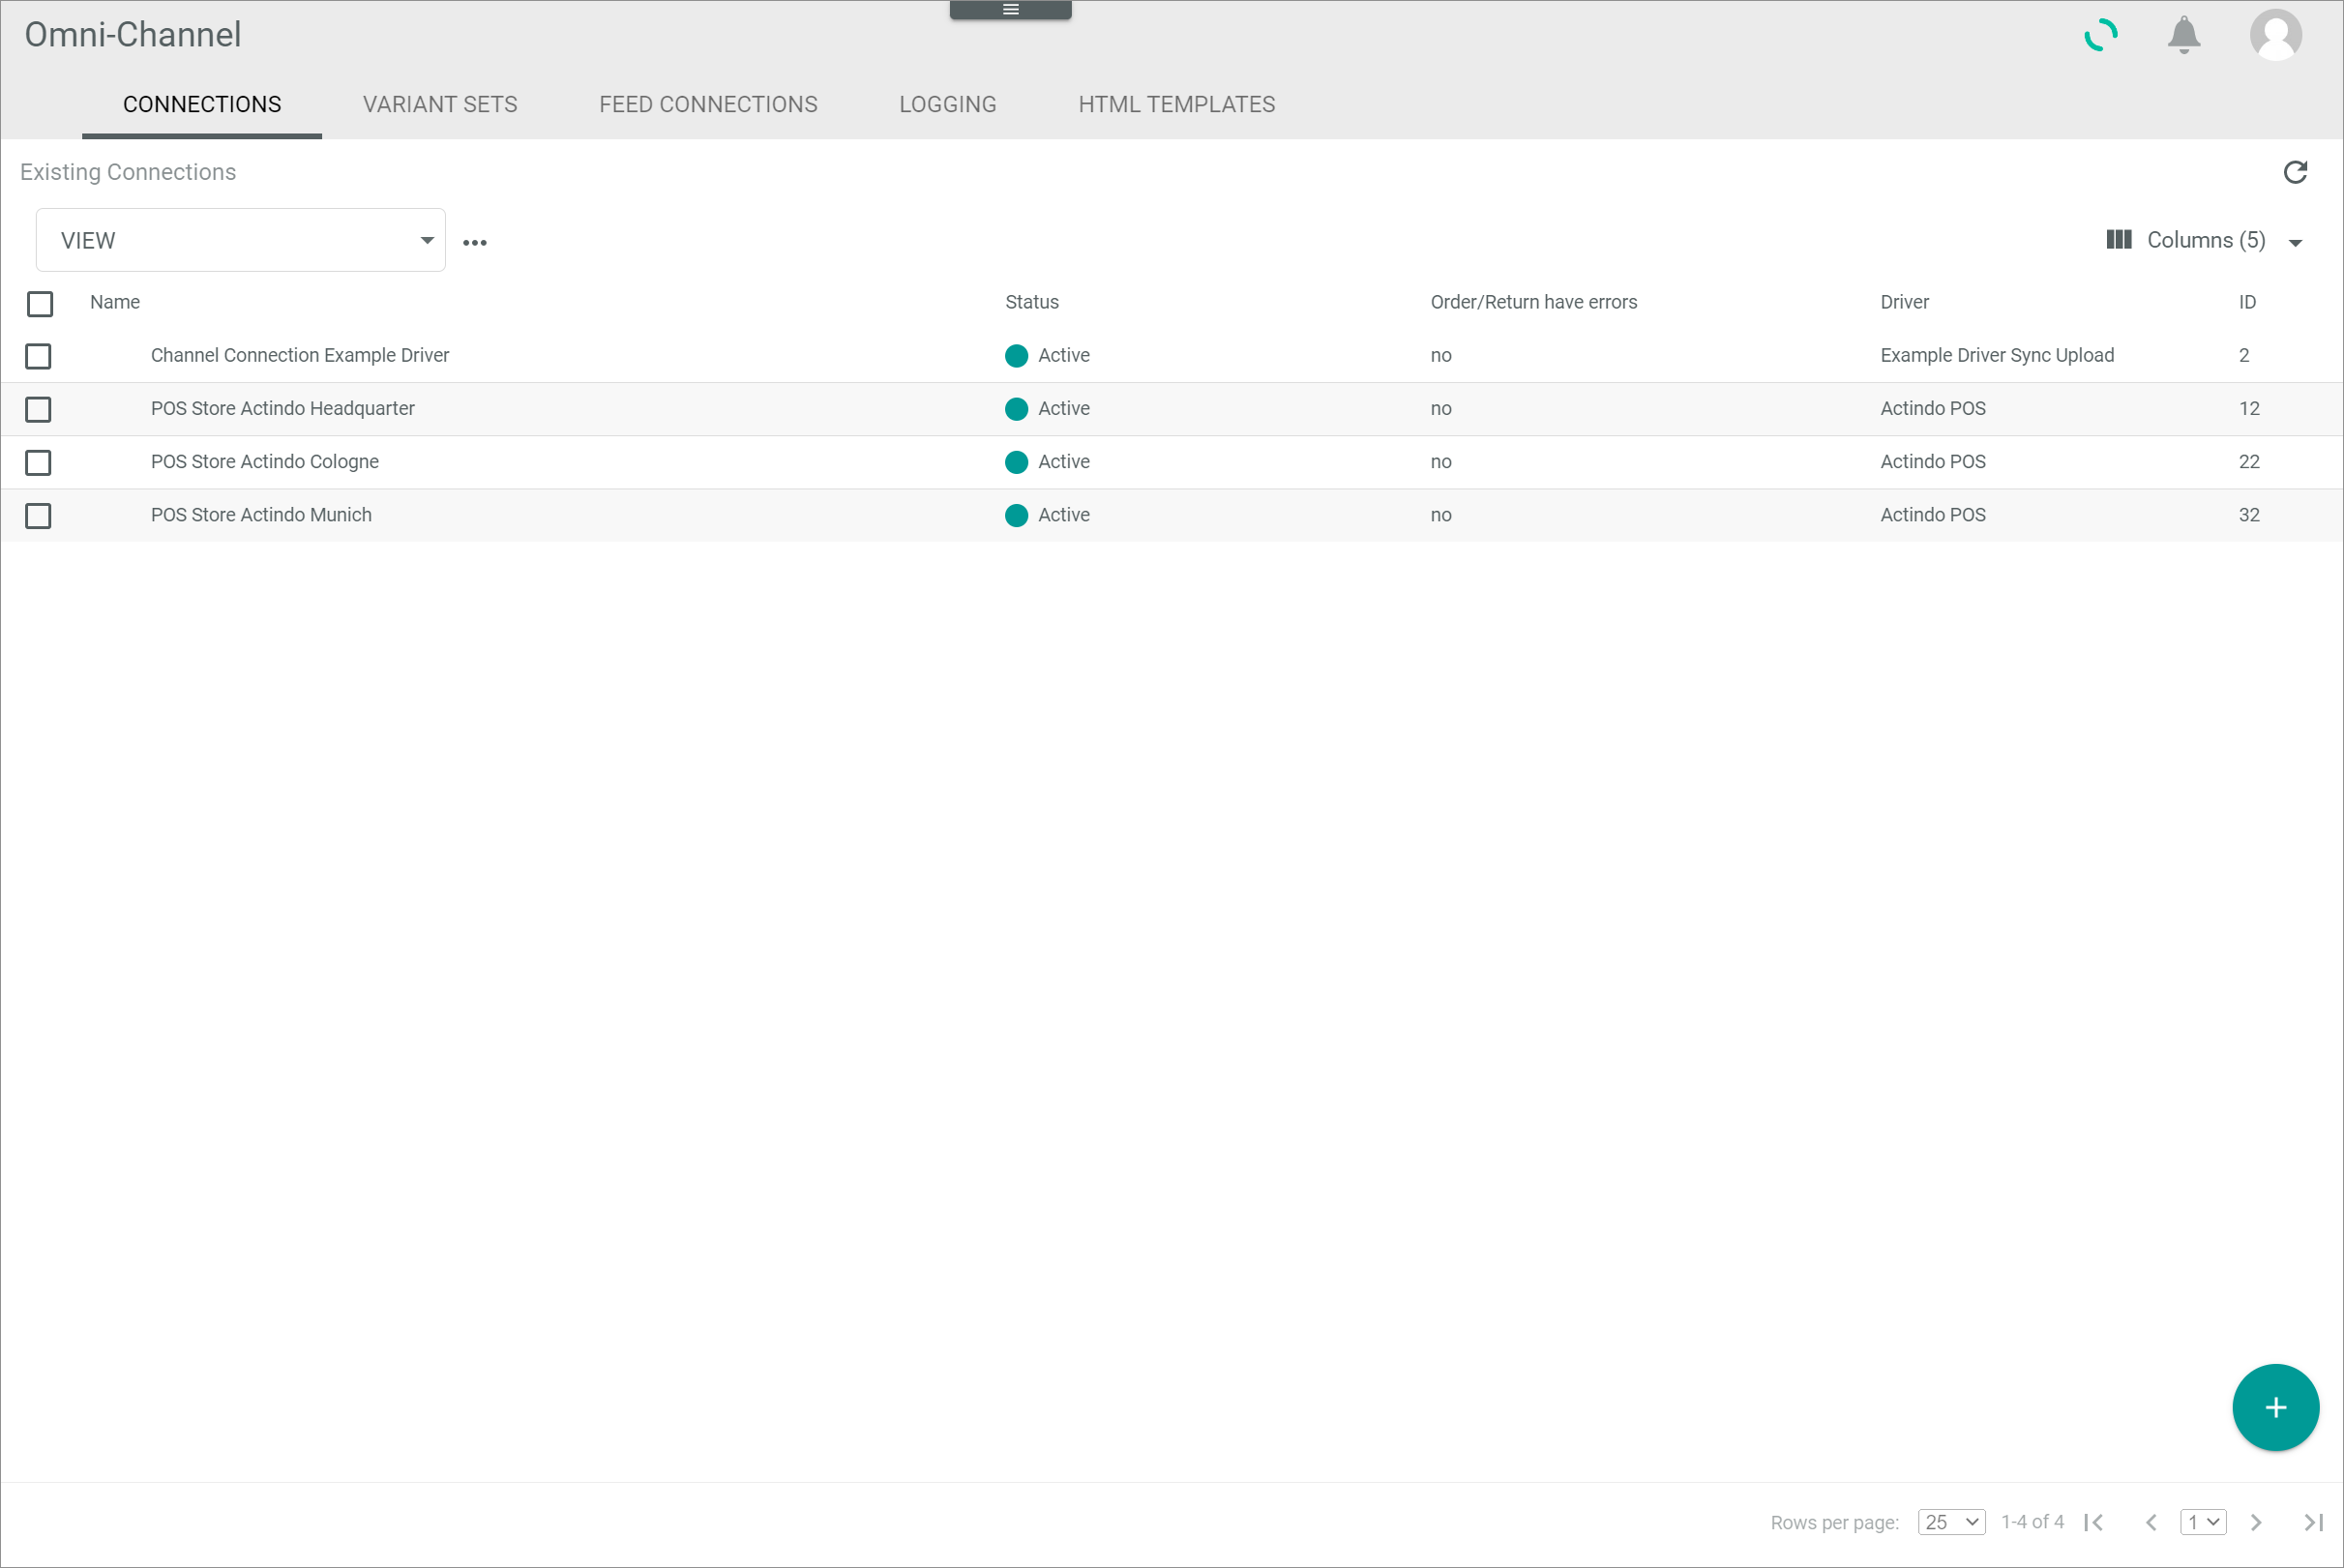 Omni-Channel
CONNECTIONS VARIANT SETS FEED CONNECTIONS LOGGING HTML TEMPLATES
Existing Connections
VIEW Columns (5)
Name Status Order/Return have errors Driver ID
Channel Connection Example Driver Active no Example Driver Sync Upload 2
POS Store Actindo Headquarter Active no Actindo POS 12
POS Store Actindo Cologne Active no Actindo POS 22
POS Store Actindo Munich Active no Actindo POS 32
Rows per page: 25 1-4 of 4 1